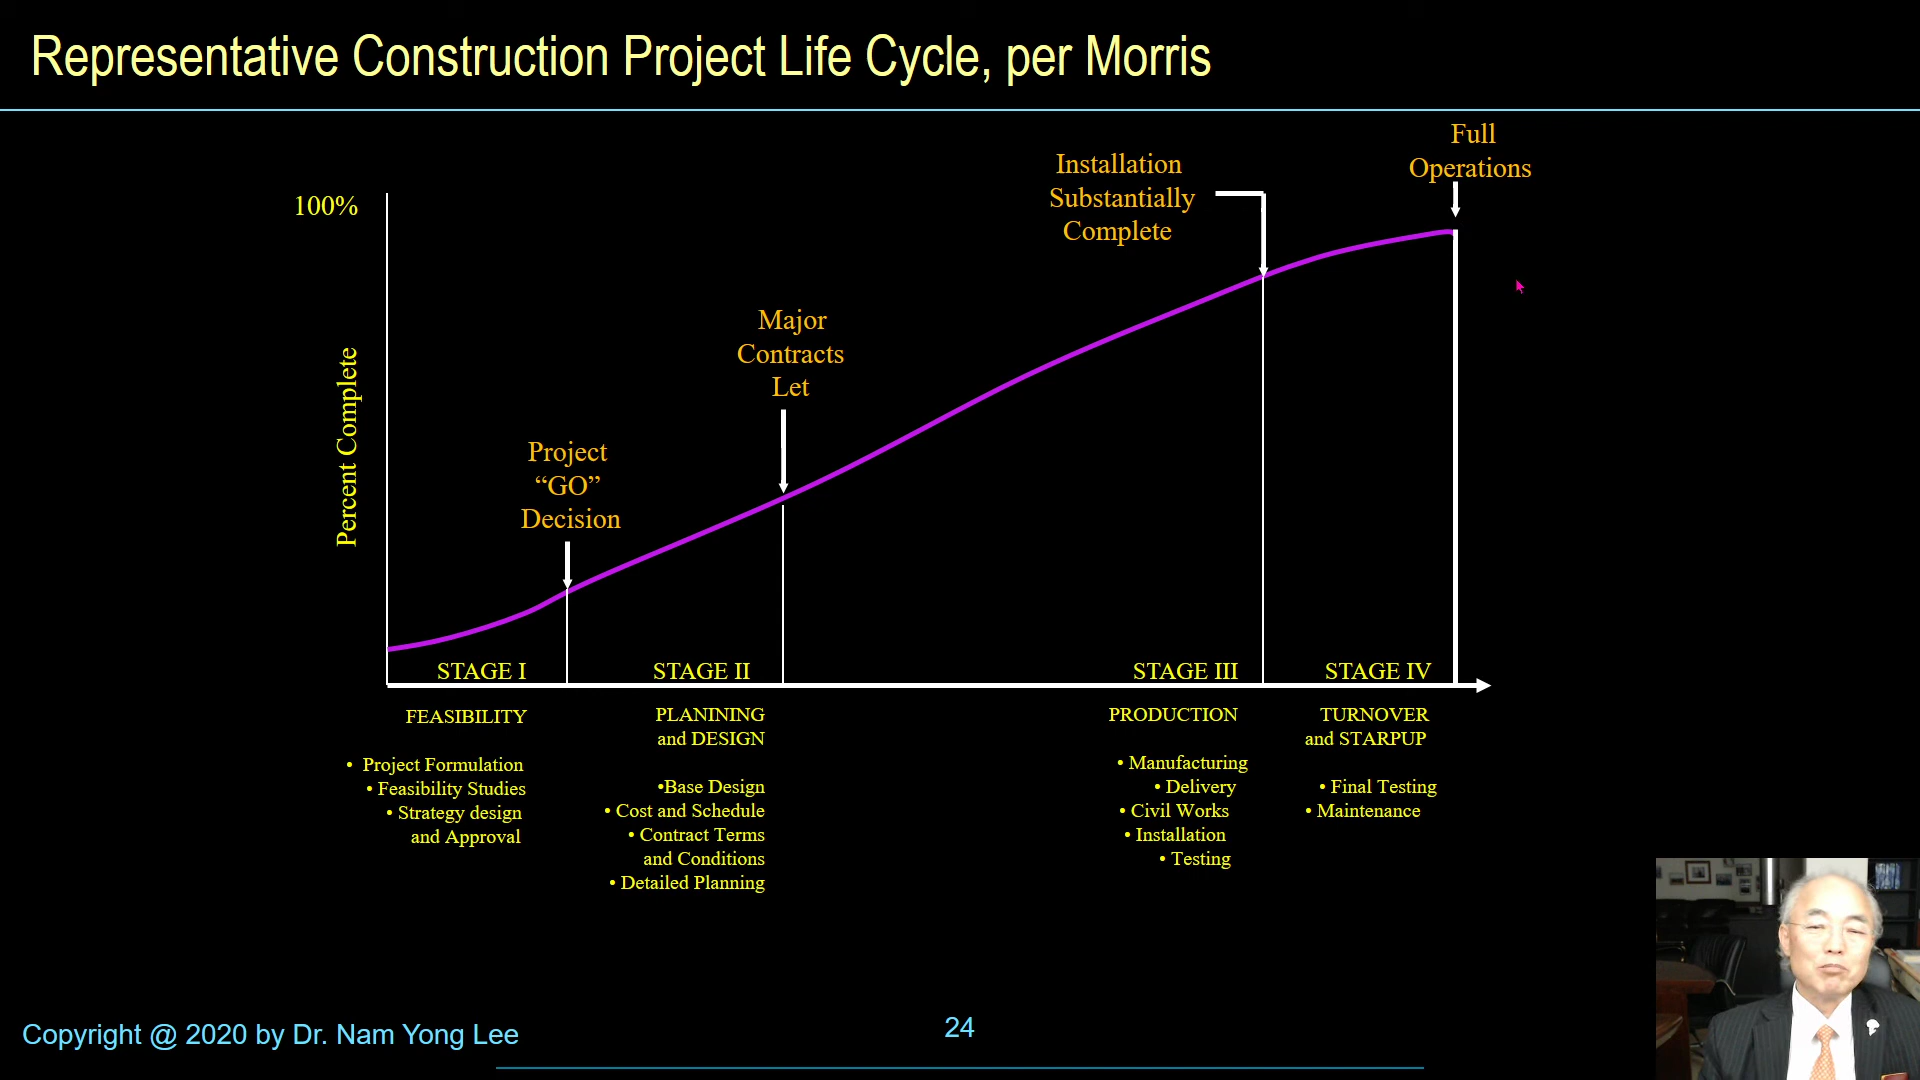 Representative Construction Project Life Cycle, per Morris
Full
Operations
Installation
Substantially
Complete
100%
Major
Contracts
Let
Percent Complete
Project
“GO”
Decision
STAGE I
STAGE II
STAGE III
STAGE IV
FEASIBILITY
• Project Formulation
• Feasibility Studies
• Strategy design
and Approval
PLANINING
and DESIGN
•Base Design
• Cost and Schedule
• Contract Terms
and Conditions
• Detailed Planning
PRODUCTION
• Manufacturing
• Delivery
• Civil Works
• Installation
• Testing
TURNOVER
and STARPUP
• Final Testing
• Maintenance
Copyright @ 2020 by Dr. Nam Yong Lee
24